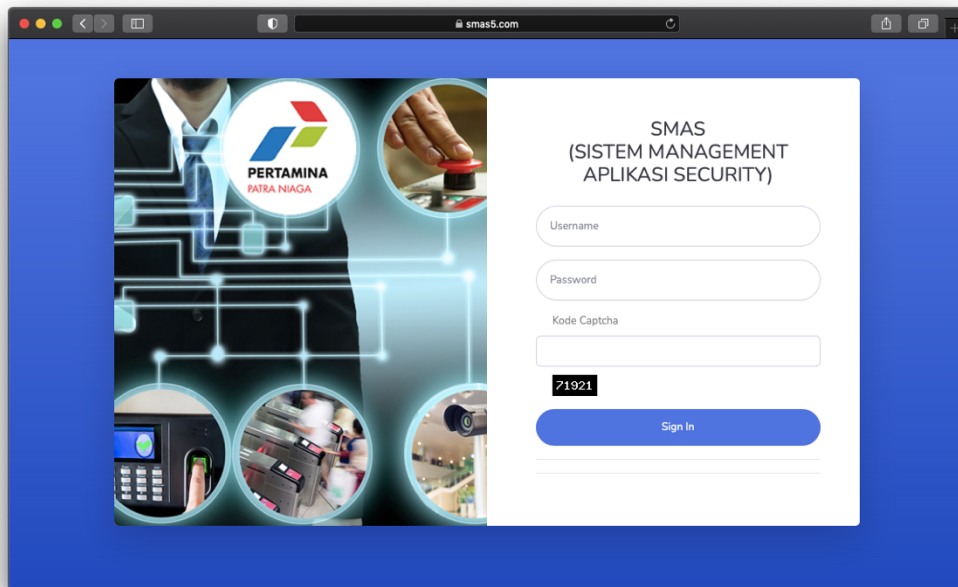 smas5.com
PERTAMINA
PATRA NIAGA
SMAS
(SISTEM MANAGEMENT
APLIKASI SECURITY)
Username
Password
Kode Captcha
71921
Sign In